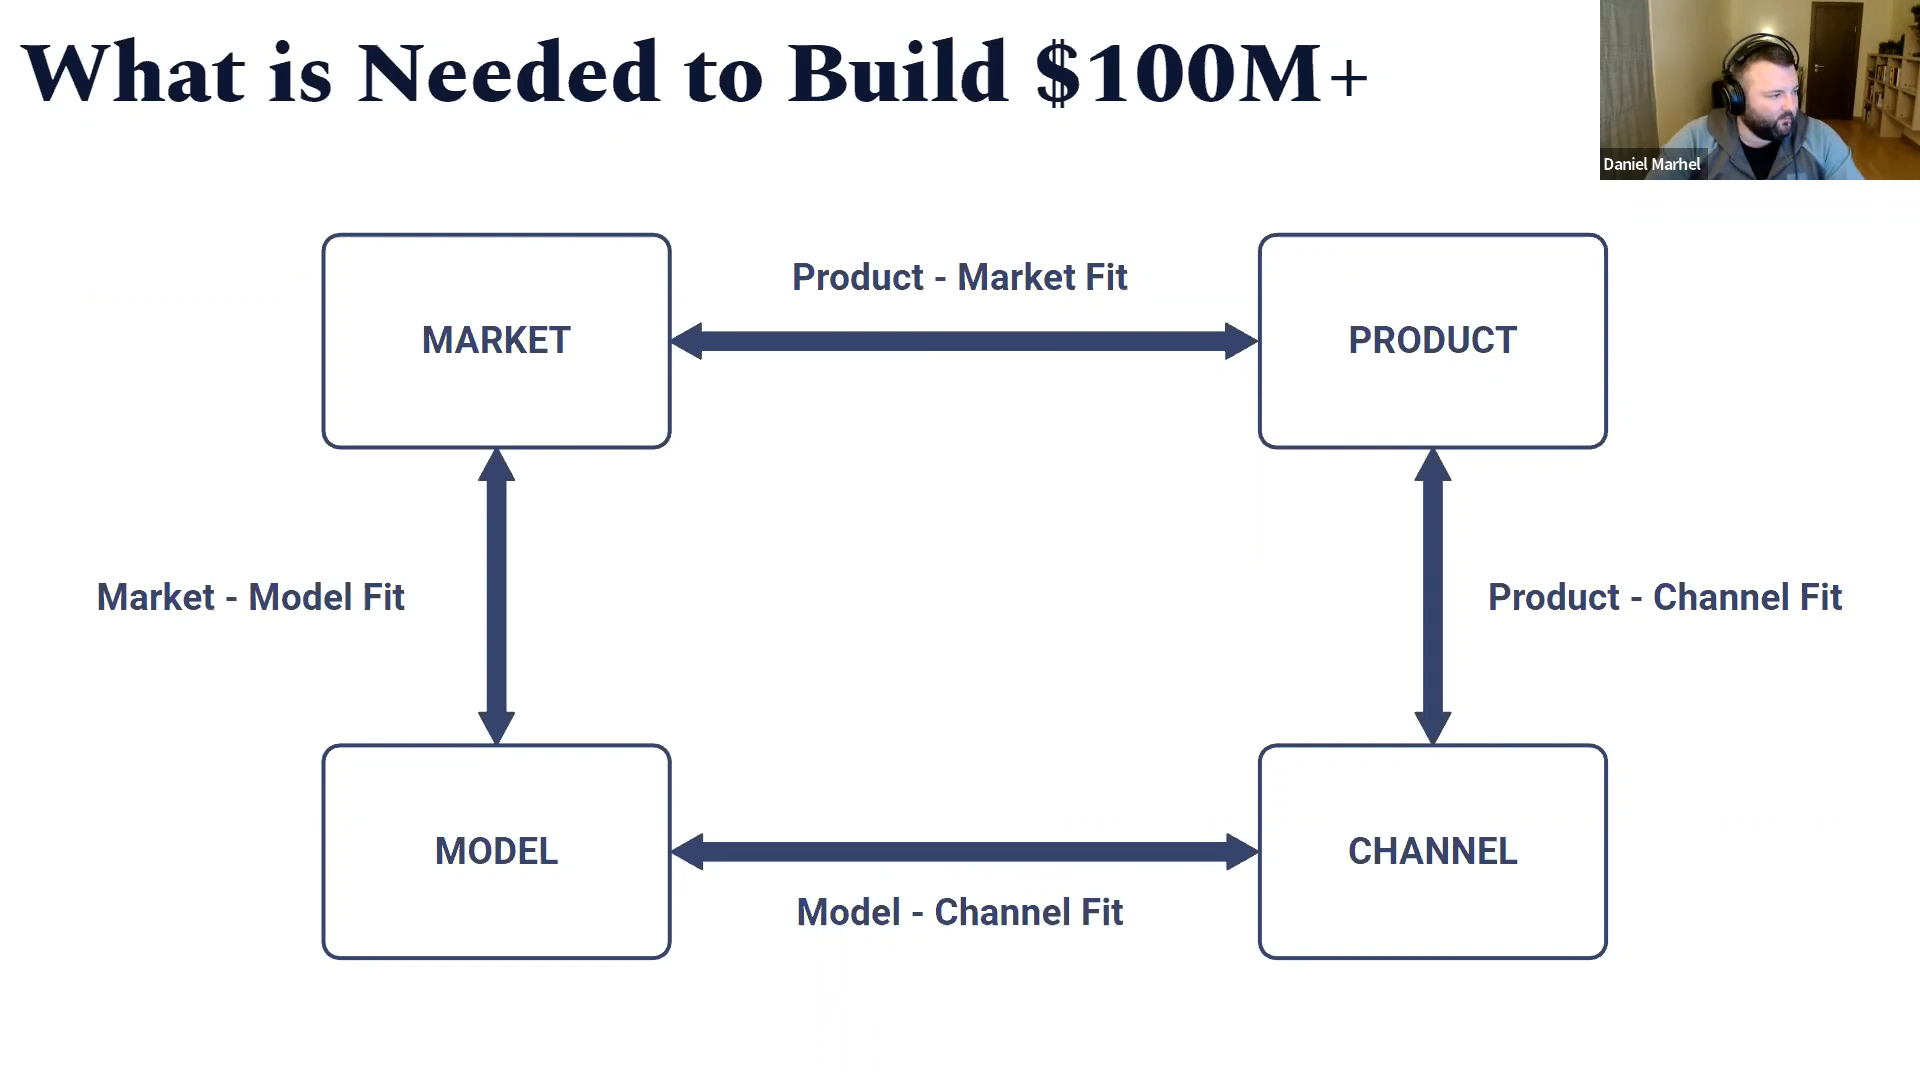 What is Needed to Build $100M+
Daniel Marhel
Product - Market Fit
MARKET
PRODUCT
Market - Model Fit
Product - Channel Fit
MODEL
CHANNEL
Model - Channel Fit